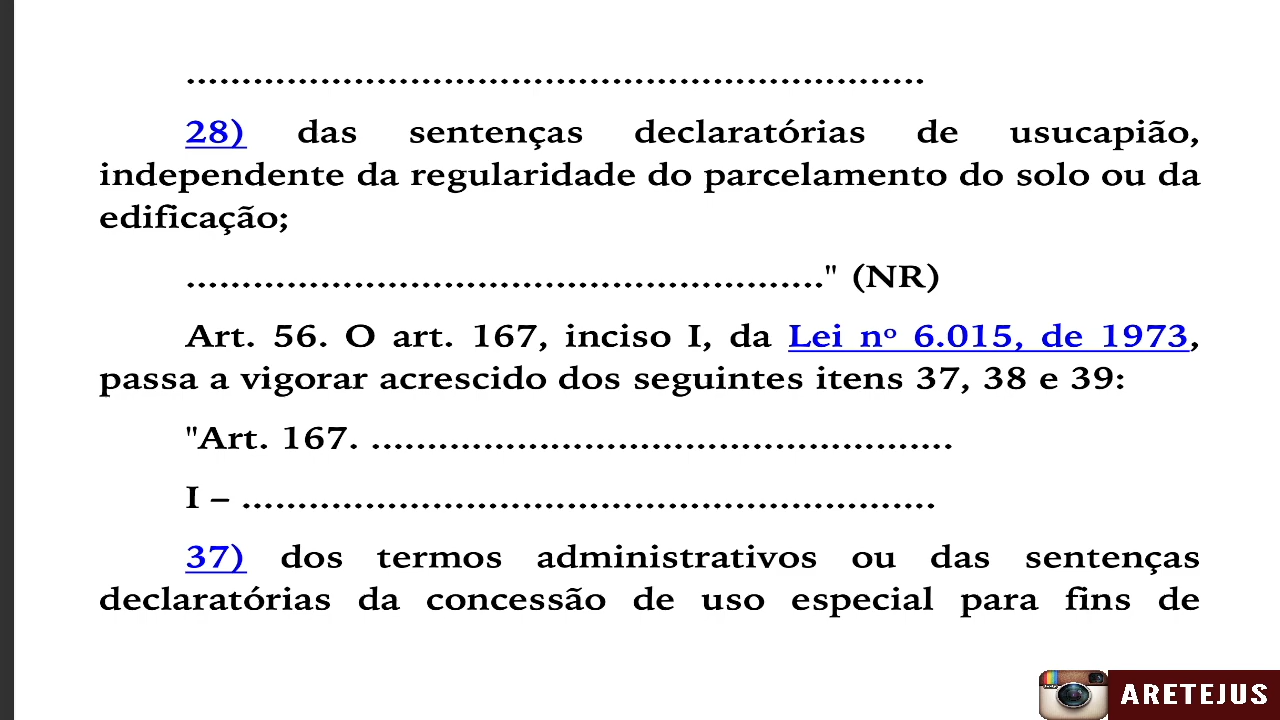 ..................................................................
28) das sentenças declaratórias de usucapião,
independente da regularidade do parcelamento do solo ou da
edificação;
.........................................................." (NR)
Art. 56. O art. 167, inciso I, da Lei nº 6.015, de 1973,
passa a vigorar acrescido dos seguintes itens 37, 38 e 39:
"Art. 167. ....................................................
I – ..............................................................
37) dos termos administrativos ou das sentenças
declaratórias da concessão de uso especial para fins de
ARETEJUS